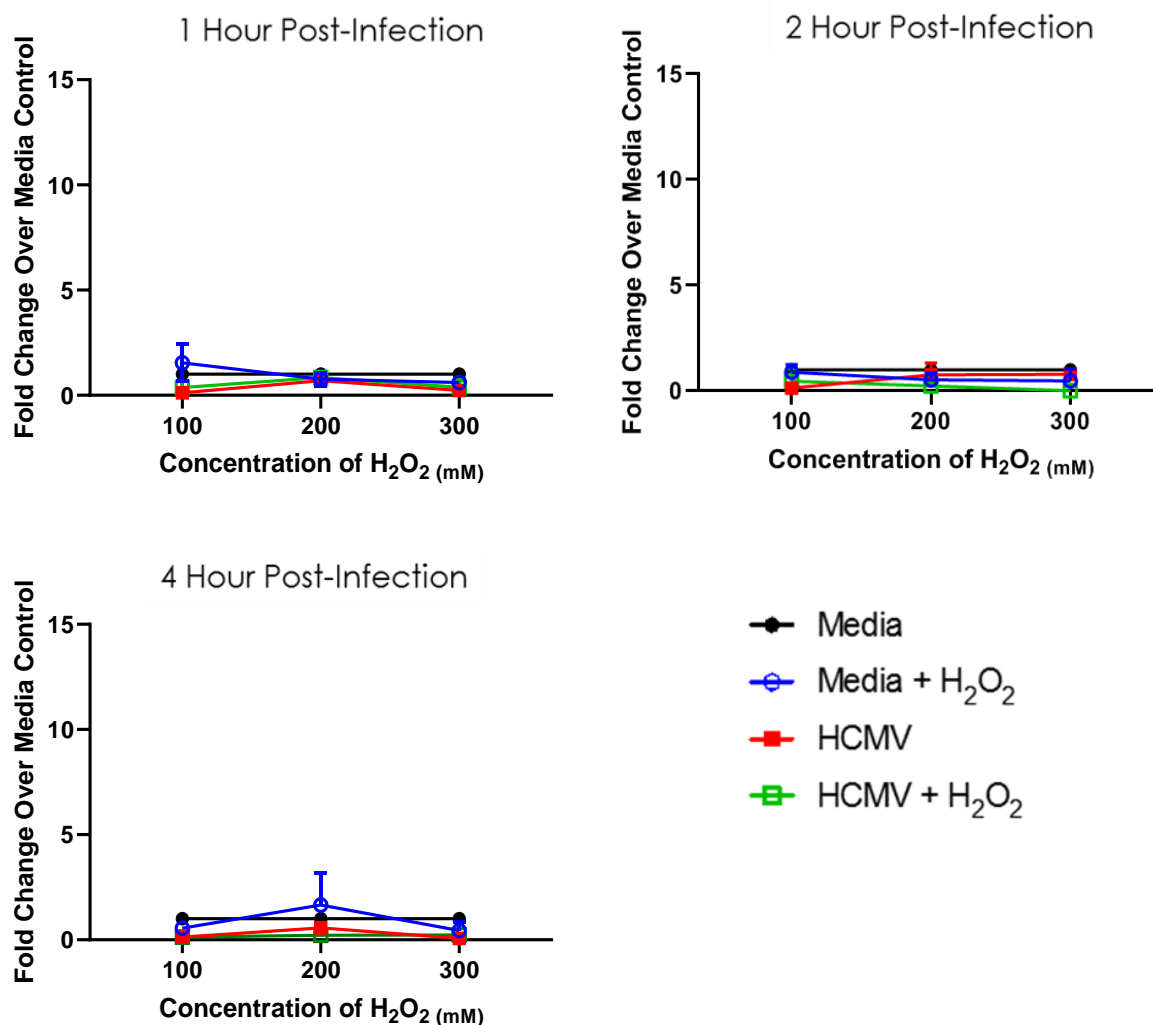 1 Hour Post-Infection
Fold Change Over Media Control
15
10
5
0
100 200 300
Concentration of H₂O₂ (mM)
2 Hour Post-Infection
Fold Change Over Media Control
15
10
5
0
100 200 300
Concentration of H₂O₂ (mM)
4 Hour Post-Infection
Fold Change Over Media Control
15
10
5
0
100 200 300
Concentration of H₂O₂ (mM)
Media
Media + H₂O₂
HCMV
HCMV + H₂O₂